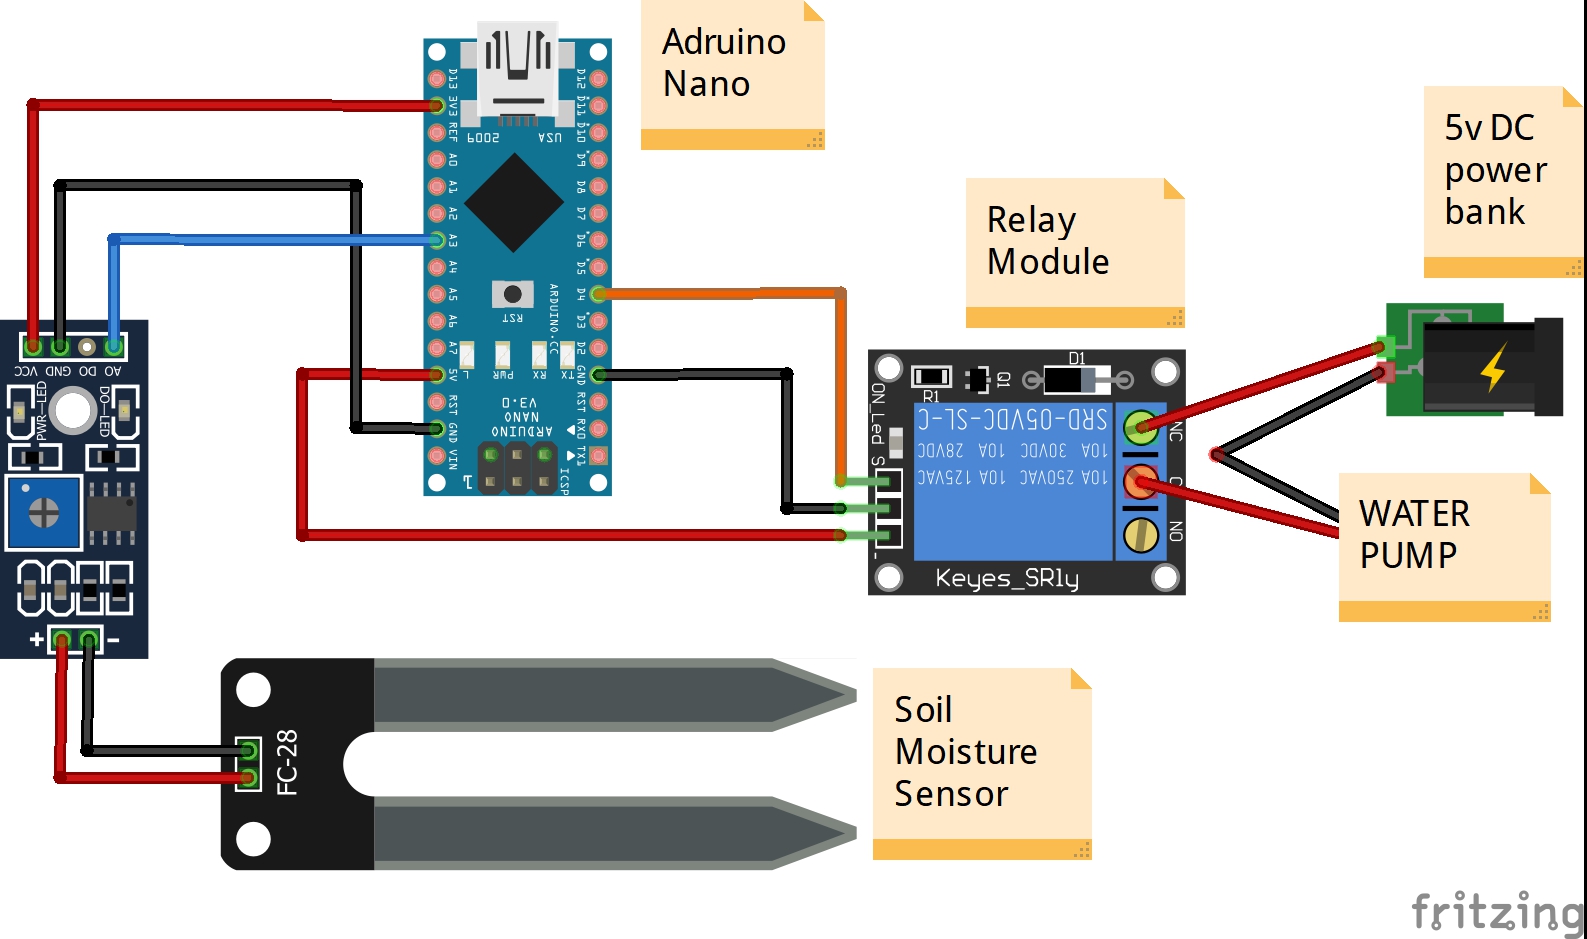 Adruino
Nano
5v DC
power
bank
Relay
Module
WATER
PUMP
Soil
Moisture
Sensor
D13
3V3
REF
A0
A1
A2
A3
A4
A5
A6
A7
5V
RST
GND
VIN
D12
D11
D10
D9
D8
D7
D6
D5
D4
D3
D2
GND
RST
RX0
TX1
USA
2009
RST
ARDUINO.CC
L
PWR
RX
TX
ARDUINO
NANO
V3.0
1
ICSP
VCC
GND
DO
AO
PWR-LED
DO-LED
+
-
FC-28
R1
Q1
D1
ON_Led
S
-
SRD-05VDC-SL-C
10A 30VDC 10A 28VDC
10A 250VAC 10A 125VAC
NC
C
NO
Keyes_SRly
fritzing